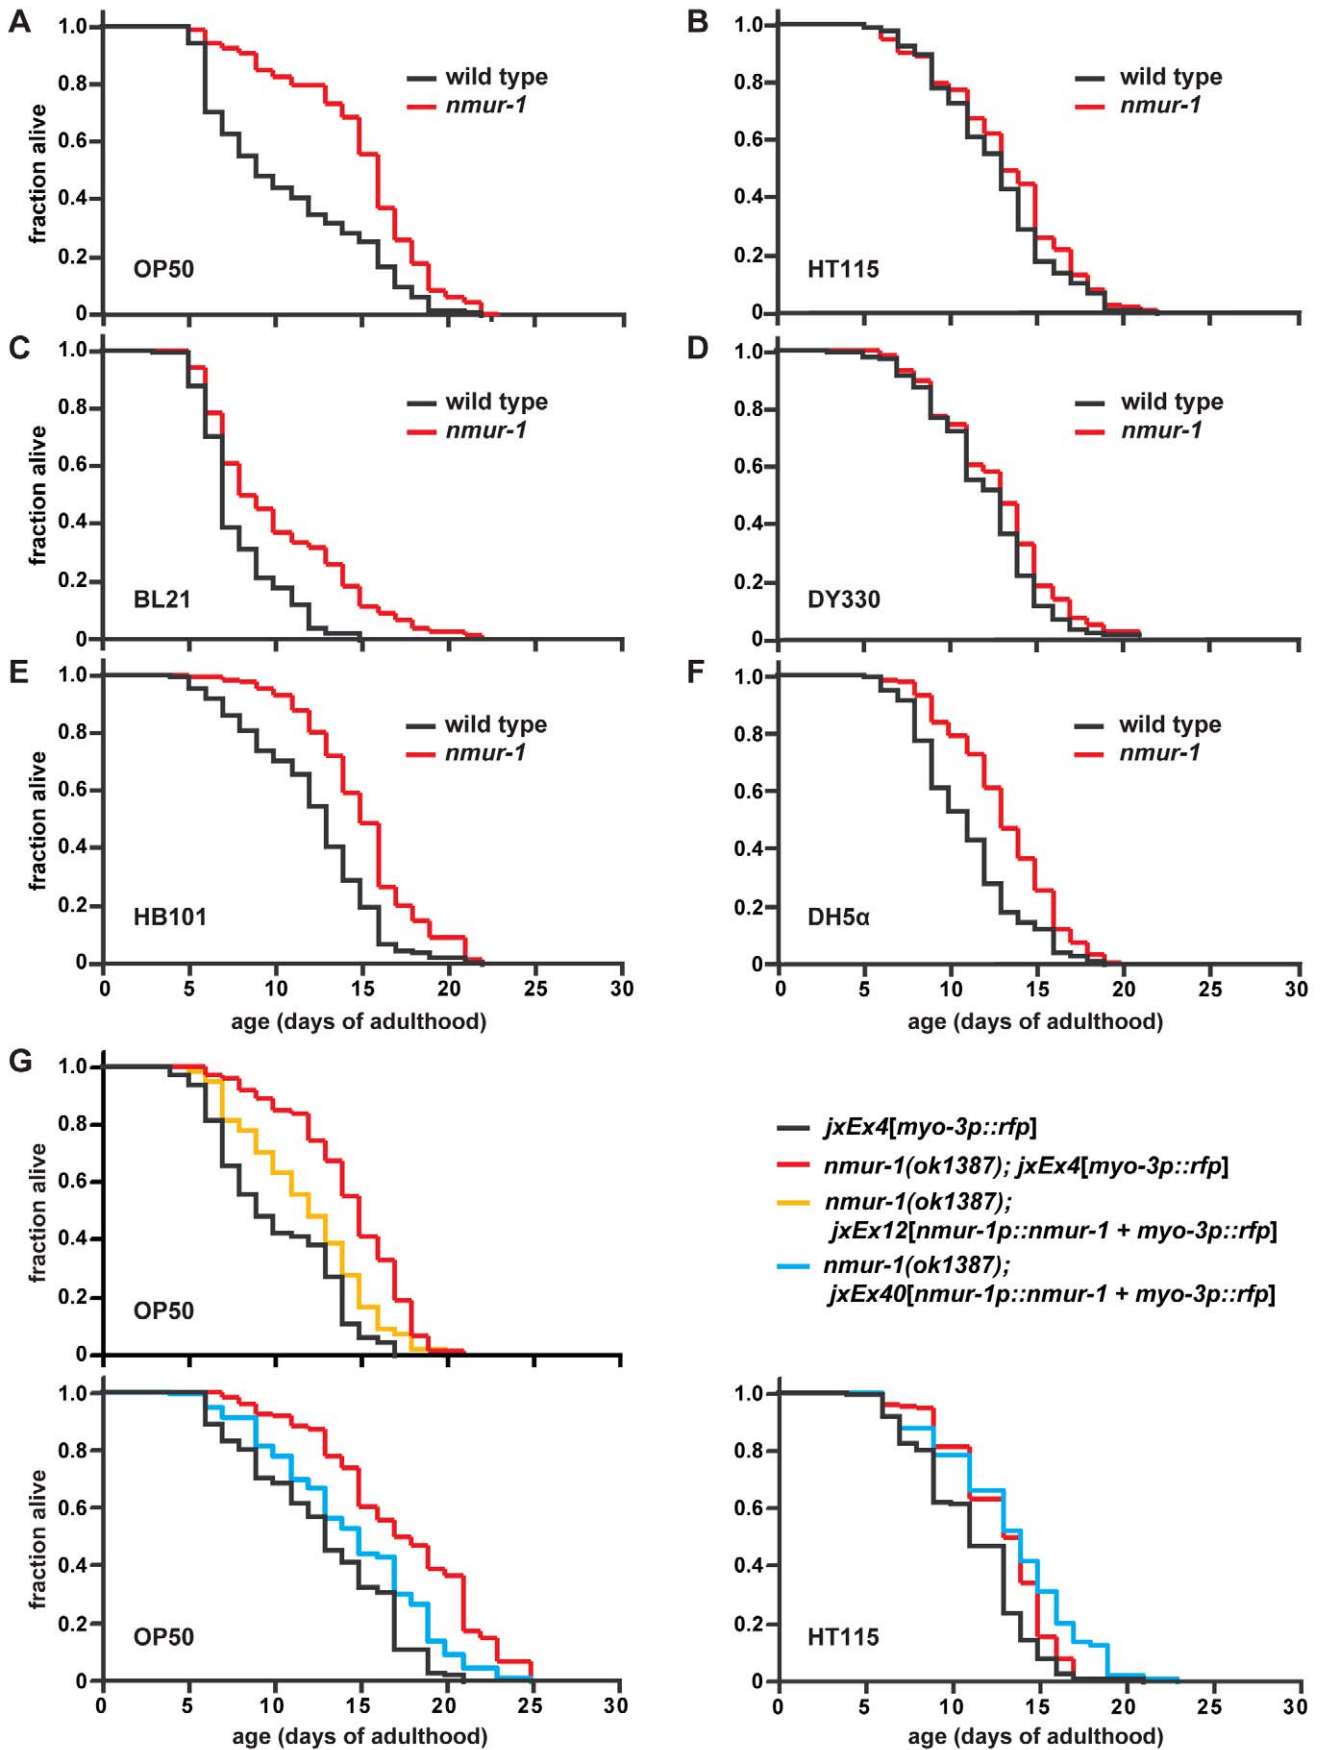 A
1.0
0.8
0.6
0.4
0.2
0
fraction alive
wild type
nmur-1
OP50
B
1.0
0.8
0.6
0.4
0.2
0
wild type
nmur-1
HT115
C
1.0
0.8
0.6
0.4
0.2
0
fraction alive
wild type
nmur-1
BL21
D
1.0
0.8
0.6
0.4
0.2
0
wild type
nmur-1
DY330
E
1.0
0.8
0.6
0.4
0.2
0
fraction alive
wild type
nmur-1
HB101
0 5 10 15 20 25 30
age (days of adulthood)
F
1.0
0.8
0.6
0.4
0.2
0
wild type
nmur-1
DH5α
0 5 10 15 20 25 30
age (days of adulthood)
G
1.0
0.8
0.6
0.4
0.2
0
fraction alive
OP50
jxEx4[myo-3p::rfp]
nmur-1(ok1387); jxEx4[myo-3p::rfp]
nmur-1(ok1387);
jxEx12[nmur-1p::nmur-1 + myo-3p::rfp]
nmur-1(ok1387);
jxEx40[nmur-1p::nmur-1 + myo-3p::rfp]
1.0
0.8
0.6
0.4
0.2
0
fraction alive
OP50
0 5 10 15 20 25 30
age (days of adulthood)
1.0
0.8
0.6
0.4
0.2
0
HT115
0 5 10 15 20 25 30
age (days of adulthood)